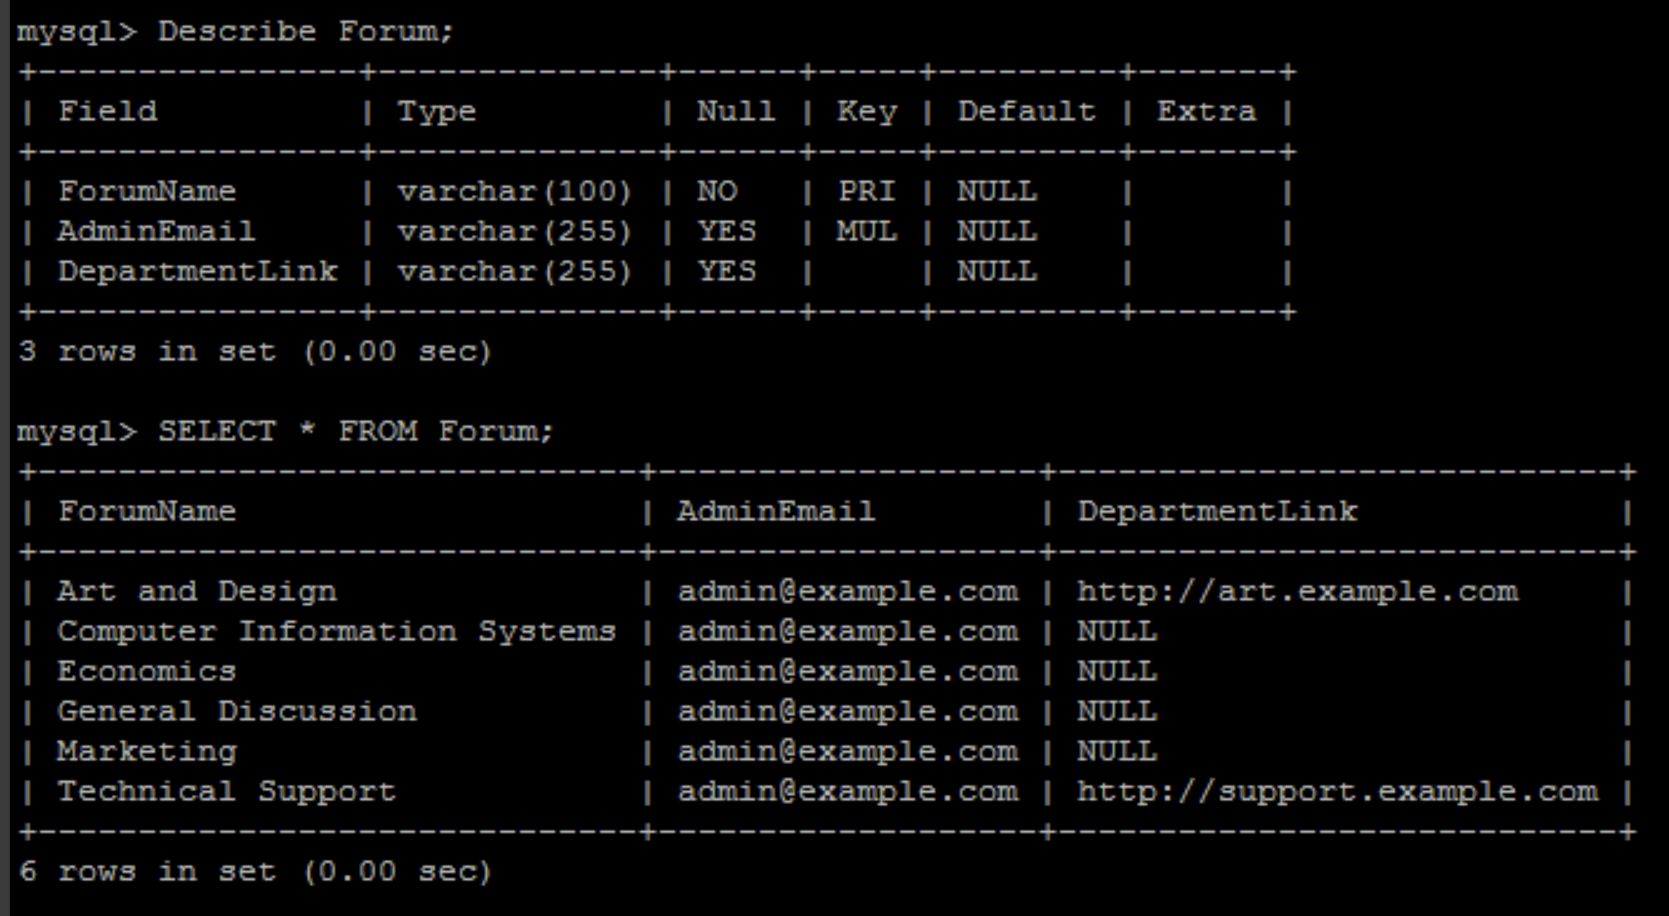 mysql> Describe Forum;
+----------------+--------------+------+-----+---------+-------+
| Field          | Type         | Null | Key | Default | Extra |
+----------------+--------------+------+-----+---------+-------+
| ForumName      | varchar(100) | NO   | PRI | NULL    |       |
| AdminEmail     | varchar(255) | YES  | MUL | NULL    |       |
| DepartmentLink | varchar(255) | YES  |     | NULL    |       |
+----------------+--------------+------+-----+---------+-------+
3 rows in set (0.00 sec)

mysql> SELECT * FROM Forum;
+------------------------------+-------------------+----------------------------+
| ForumName                    | AdminEmail        | DepartmentLink             |
+------------------------------+-------------------+----------------------------+
| Art and Design               | admin@example.com | http://art.example.com     |
| Computer Information Systems | admin@example.com | NULL                       |
| Economics                    | admin@example.com | NULL                       |
| General Discussion           | admin@example.com | NULL                       |
| Marketing                    | admin@example.com | NULL                       |
| Technical Support            | admin@example.com | http://support.example.com |
+------------------------------+-------------------+----------------------------+
6 rows in set (0.00 sec)